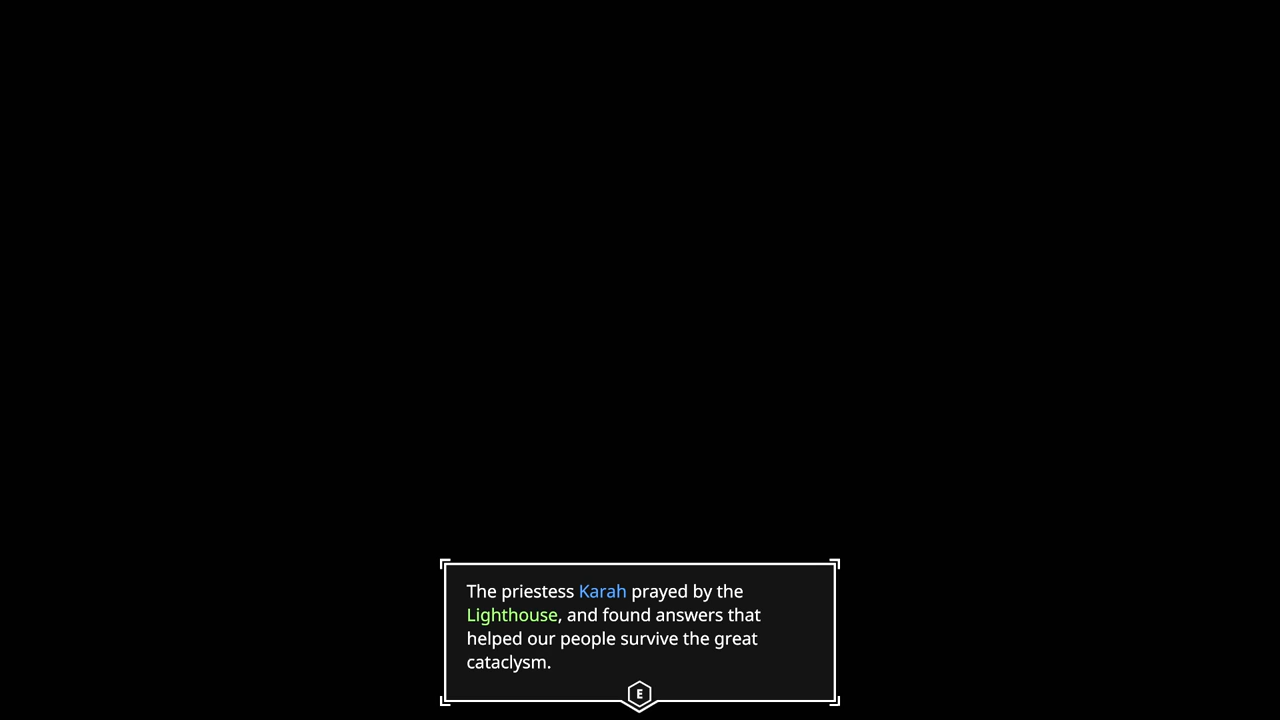 The priestess Karah prayed by the
Lighthouse, and found answers that
helped our people survive the great
cataclysm.
E